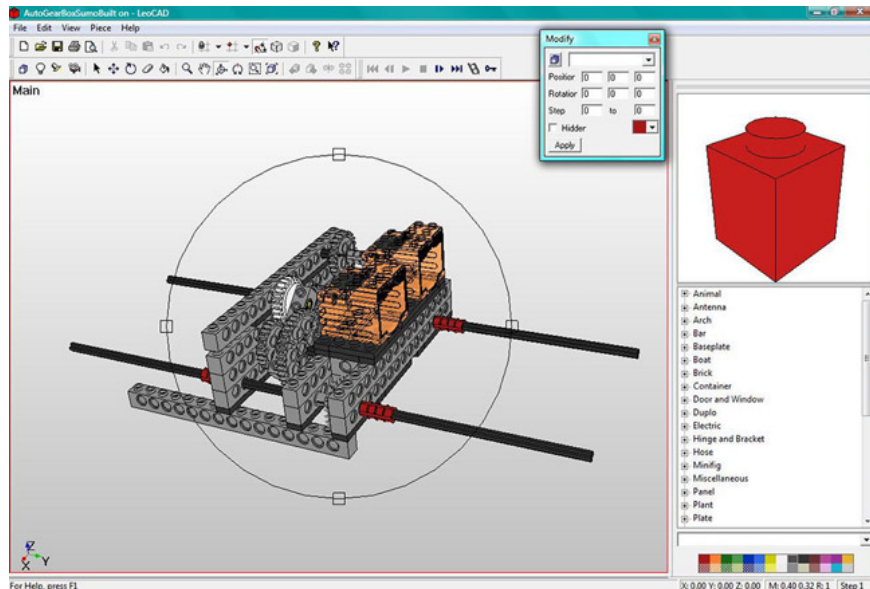 AutoGearBoxSumoBuilt on - LeoCAD
File Edit View Piece Help
Main
Modify
Position 0 0 0
Rotation 0 0 0
Step 0 to 0
Hidder
Apply
Animal
Antenna
Arch
Bar
Baseplate
Boat
Brick
Container
Door and Window
Duplo
Electric
Hinge and Bracket
Hose
Minifig
Miscellaneous
Panel
Plant
Plate
Z
Y
X
For Help, press F1
X: 0.00 Y: 0.00 Z: 0.00 M: 0.40 0.32 R: 1 Step 1